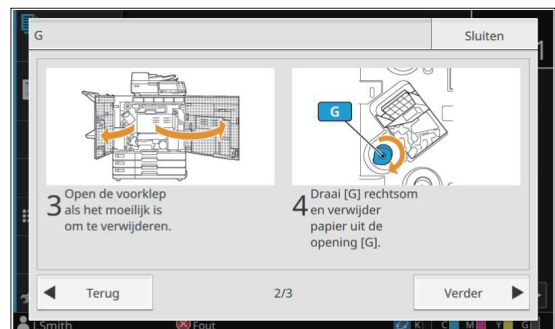 G
Sluiten
1
G
3 Open de voorklep
als het moeilijk is
om te verwijderen.
4 Draai [G] rechtsom
en verwijder
papier uit de
opening [G].
Terug
2/3
Verder
J.Smith
Fout
K C M Y G